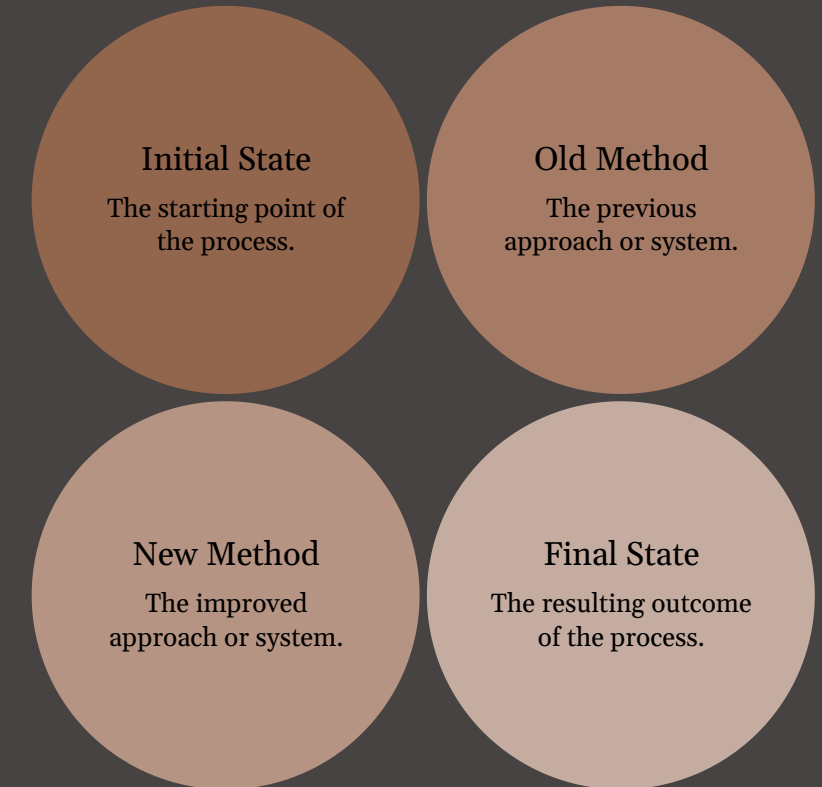 Initial State
The starting point of
the process.
Old Method
The previous
approach or system.
New Method
The improved
approach or system.
Final State
The resulting outcome
of the process.